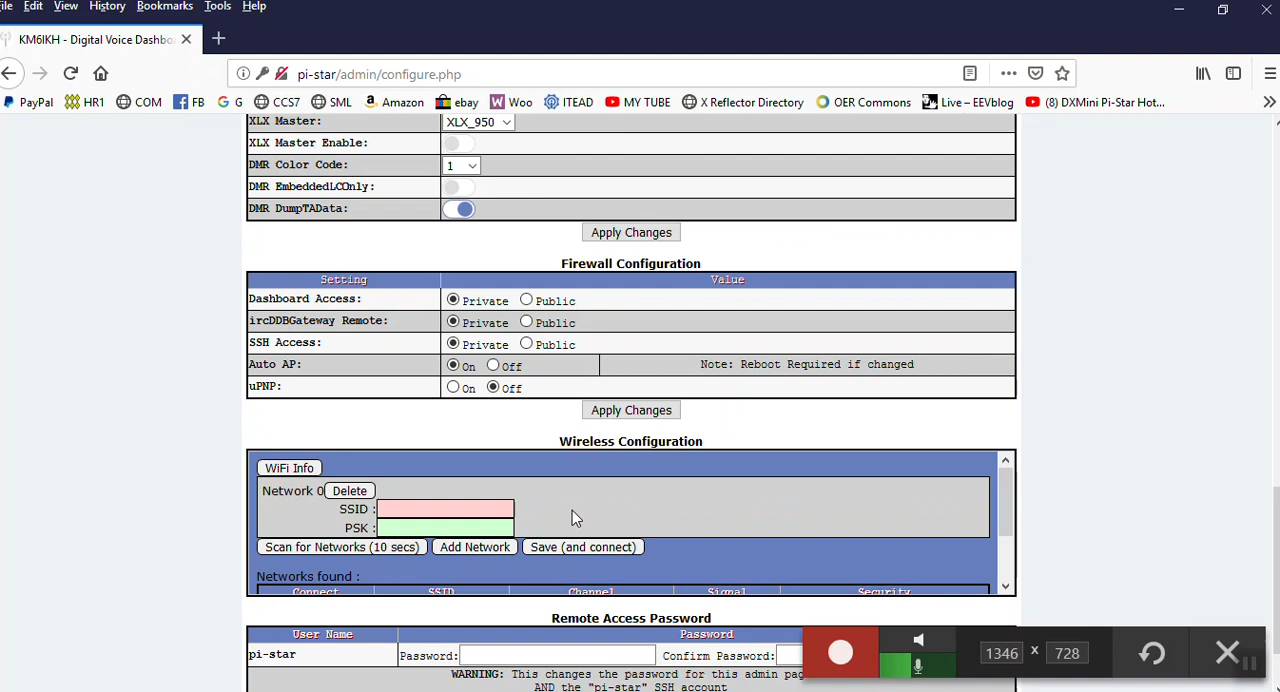 File Edit View History Bookmarks Tools Help
KM6IKH - Digital Voice Dashbo
pi-star/admin/configure.php
PayPal HR1 COM FB G CCS7 SML Amazon ebay Woo ITEAD MY TUBE X Reflector Directory OER Commons Live – EEVblog (8) DXMini Pi-Star Hot...
XLX Master: XLX_950
XLX Master Enable:
DMR Color Code: 1
DMR EmbeddedLCOnly:
DMR DumpTAData:
Apply Changes
Firewall Configuration
Setting Value
Dashboard Access: Private Public
ircDDBGateway Remote: Private Public
SSH Access: Private Public
Auto AP: On Off Note: Reboot Required if changed
uPNP: On Off
Apply Changes
Wireless Configuration
WiFi Info
Network 0 Delete
SSID :
PSK :
Scan for Networks (10 secs) Add Network Save (and connect)
Networks found :
Connect SSID Channel Signal Security
Remote Access Password
User Name Password
pi-star Password: Confirm Password:
WARNING: This changes the password for this admin pag
AND the "pi-star" SSH account
1346 x 728